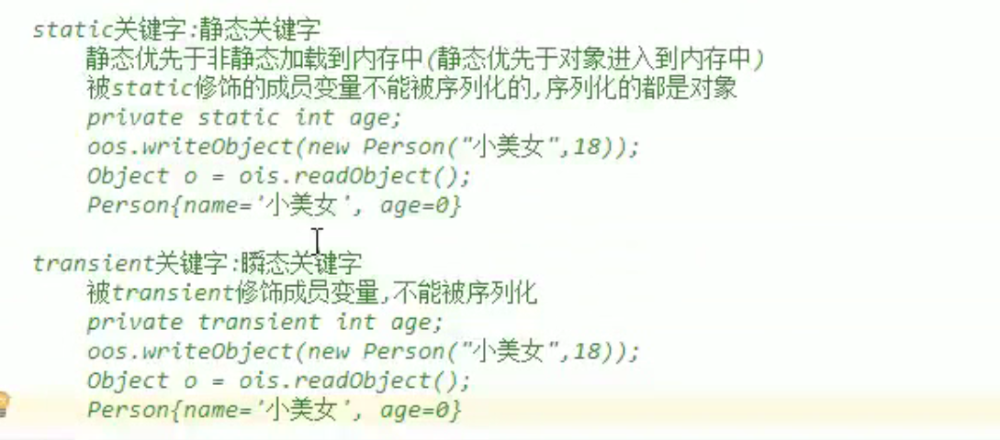 static关键字:静态关键字
静态优先于非静态加载到内存中(静态优先于对象进入到内存中)
被static修饰的成员变量不能被序列化的,序列化的都是对象
private static int age;
oos.writeObject(new Person("小美女",18));
Object o = ois.readObject();
Person{name='小美女', age=0}
transient关键字:瞬态关键字
被transient修饰成员变量,不能被序列化
private transient int age;
oos.writeObject(new Person("小美女",18));
Object o = ois.readObject();
Person{name='小美女', age=0}